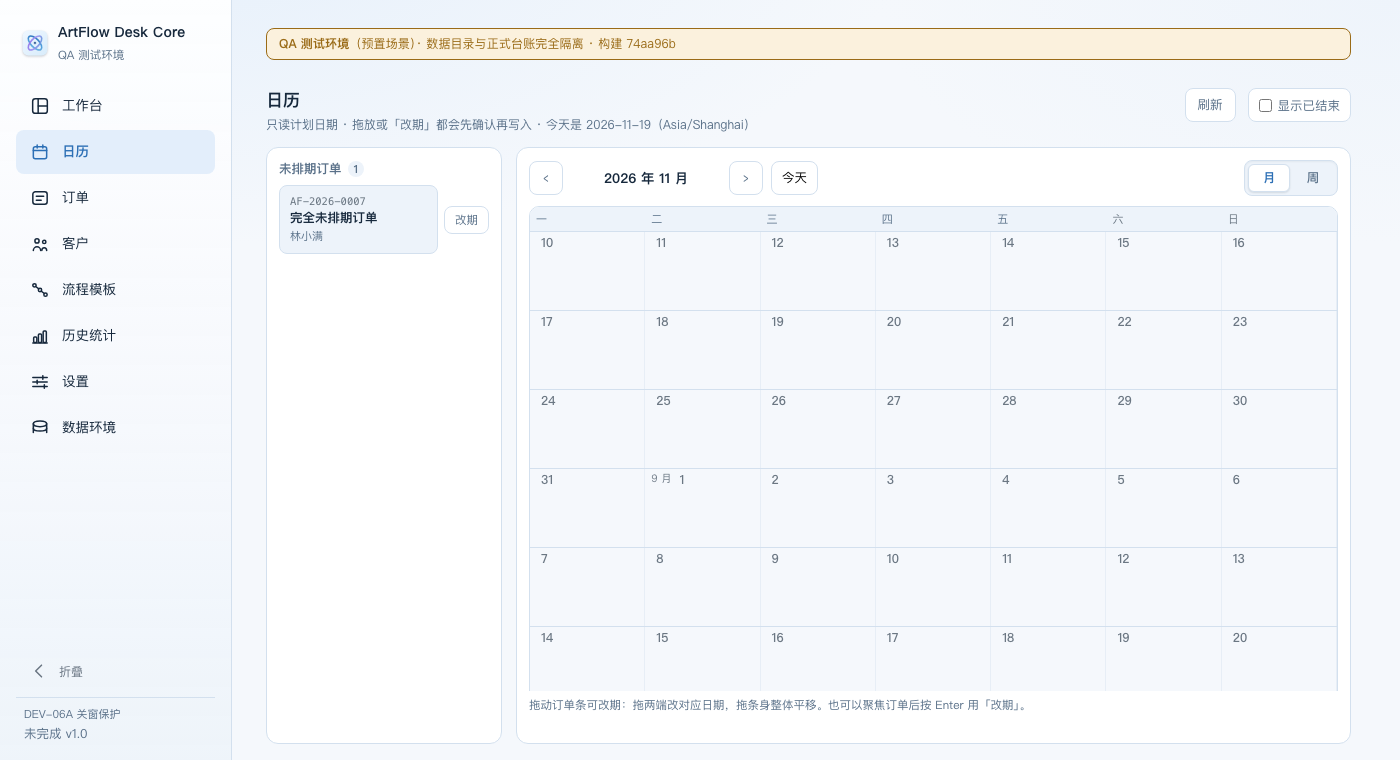 ArtFlow Desk Core
QA 测试环境
工作台
日历
订单
客户
流程模板
历史统计
设置
数据环境
折叠
DEV-06A 关窗保护
未完成 v1.0
QA 测试环境（预置场景）· 数据目录与正式台账完全隔离 · 构建 74aa96b
日历
只读计划日期 · 拖放或「改期」都会先确认再写入 · 今天是 2026-11-19（Asia/Shanghai）
刷新
显示已结束
未排期订单 1
AF-2026-0007
完全未排期订单
林小满
改期
< 2026 年 11 月 > 今天 月 周
一 二 三 四 五 六 日
10 11 12 13 14 15 16
17 18 19 20 21 22 23
24 25 26 27 28 29 30
31 9 月 1 2 3 4 5 6
7 8 9 10 11 12 13
14 15 16 17 18 19 20
拖动订单条可改期：拖两端改对应日期，拖条身整体平移。也可以聚焦订单后按 Enter 用「改期」。